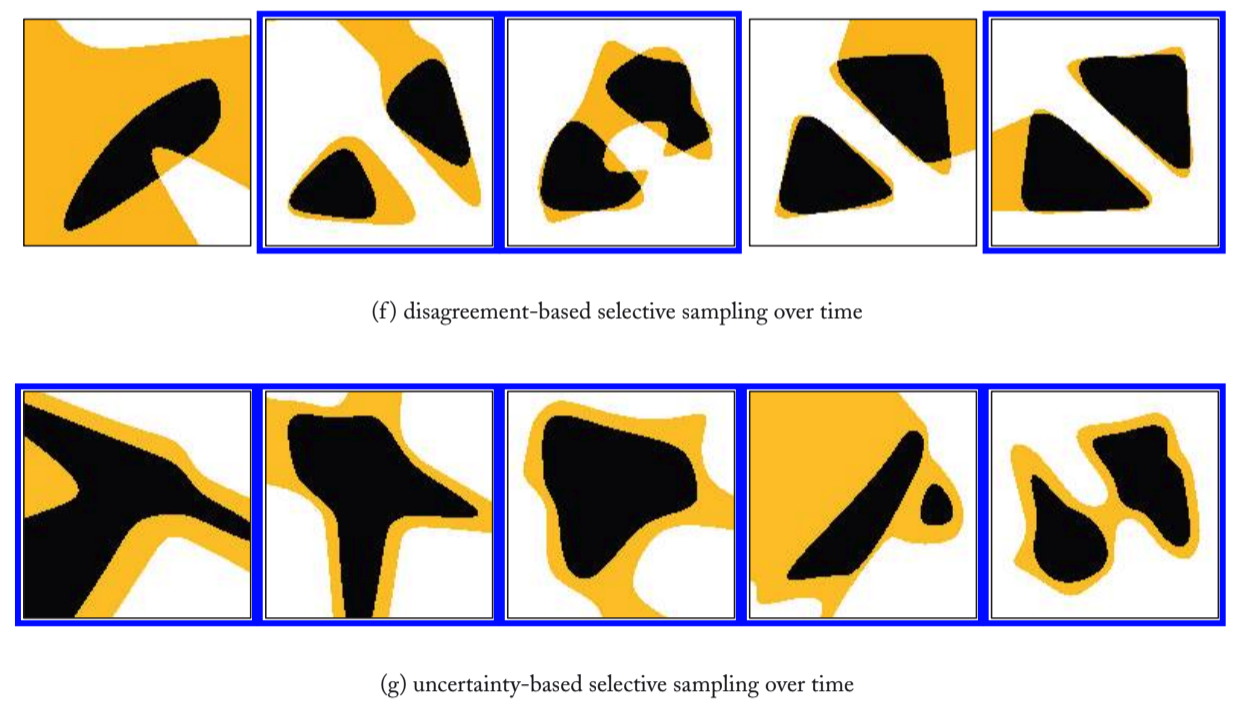 (f) disagreement-based selective sampling over time
(g) uncertainty-based selective sampling over time